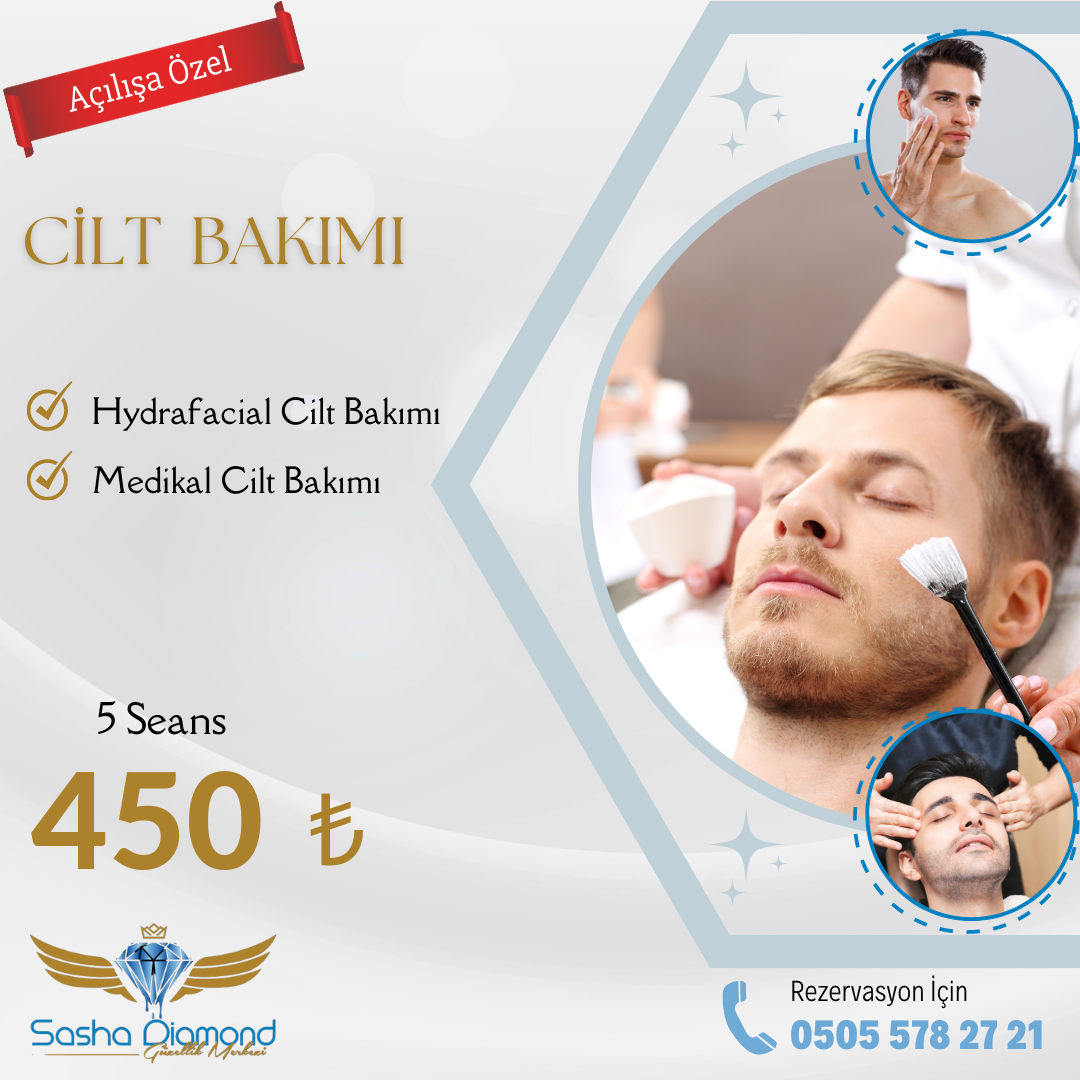 Açılışa Özel
CİLT BAKIMI
Hydrafacial Cilt Bakımı
Medikal Cilt Bakımı
5 Seans
450 ₺
Sasha Diamond
Güzellik Merkezi
Rezervasyon İçin
0505 578 27 21